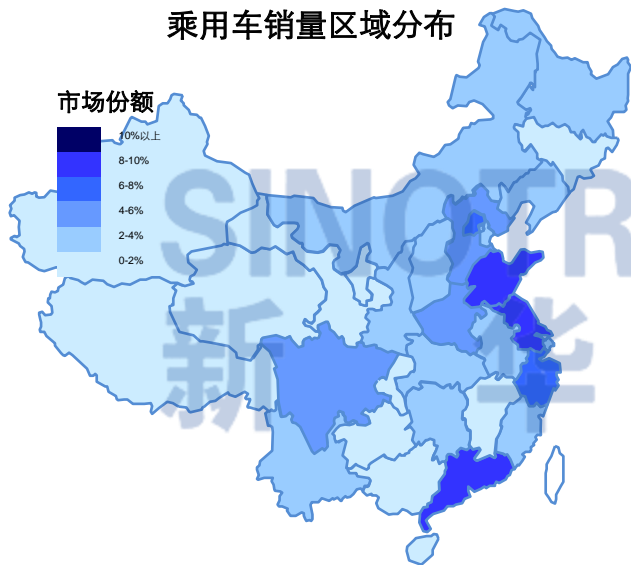 乘用车销量区域分布
市场份额
10%以上
8-10%
6-8%
4-6%
2-4%
0-2%
SINOTR
新 华